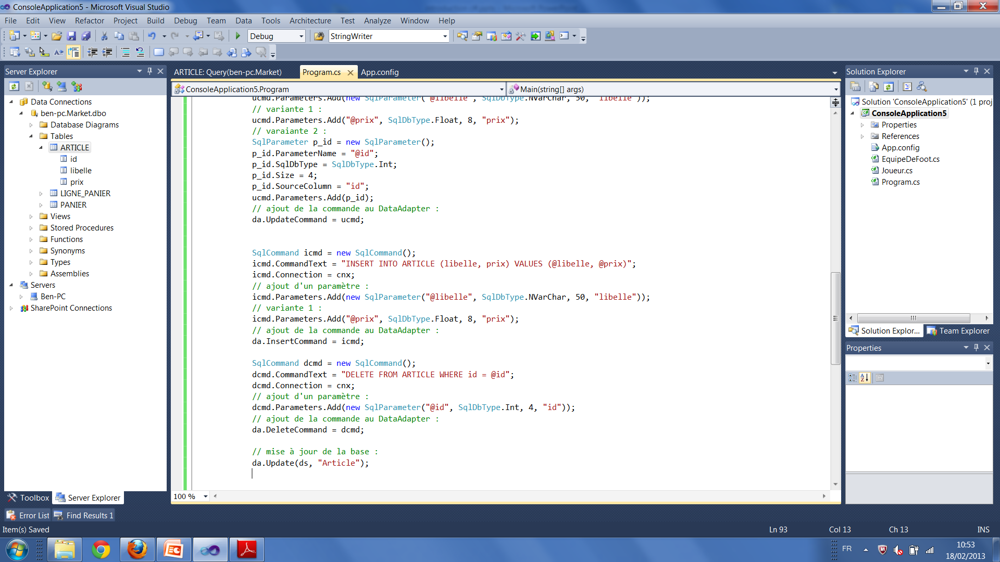 ConsoleApplication5 - Microsoft Visual Studio
File Edit View Refactor Project Build Debug Team Data Tools Architecture Test Analyze Window Help
Debug StringWriter
Server Explorer
Data Connections
ben-pc.Market.dbo
Database Diagrams
Tables
ARTICLE
id
libelle
prix
LIGNE_PANIER
PANIER
Views
Stored Procedures
Functions
Synonyms
Types
Assemblies
Servers
Ben-PC
SharePoint Connections
Toolbox Server Explorer
ARTICLE: Query(ben-pc.Market) Program.cs App.config
ConsoleApplication5.Program Main(string[] args)
ucmd.Parameters.Add(new SqlParameter("@libelle", SqlDbType.NVarChar, 50, "libelle"));
// variante 1 :
ucmd.Parameters.Add("@prix", SqlDbType.Float, 8, "prix");
// varaiante 2 :
SqlParameter p_id = new SqlParameter();
p_id.ParameterName = "@id";
p_id.SqlDbType = SqlDbType.Int;
p_id.Size = 4;
p_id.SourceColumn = "id";
ucmd.Parameters.Add(p_id);
// ajout de la commande au DataAdapter :
da.UpdateCommand = ucmd;
SqlCommand icmd = new SqlCommand();
icmd.CommandText = "INSERT INTO ARTICLE (libelle, prix) VALUES (@libelle, @prix)";
icmd.Connection = cnx;
// ajout d'un paramètre :
icmd.Parameters.Add(new SqlParameter("@libelle", SqlDbType.NVarChar, 50, "libelle"));
// variante 1 :
icmd.Parameters.Add("@prix", SqlDbType.Float, 8, "prix");
// ajout de la commande au DataAdapter :
da.InsertCommand = icmd;
SqlCommand dcmd = new SqlCommand();
dcmd.CommandText = "DELETE FROM ARTICLE WHERE id = @id";
dcmd.Connection = cnx;
// ajout d'un paramètre :
dcmd.Parameters.Add(new SqlParameter("@id", SqlDbType.Int, 4, "id"));
// ajout de la commande au DataAdapter :
da.DeleteCommand = dcmd;
// mise à jour de la base :
da.Update(ds, "Article");
100 %
Solution Explorer
Solution 'ConsoleApplication5' (1 proj
ConsoleApplication5
Properties
References
App.config
EquipeDeFoot.cs
Joueur.cs
Program.cs
Solution Explor... Team Explorer
Properties
Error List Find Results 1
Item(s) Saved Ln 93 Col 13 Ch 13 INS
FR 10:53
18/02/2013